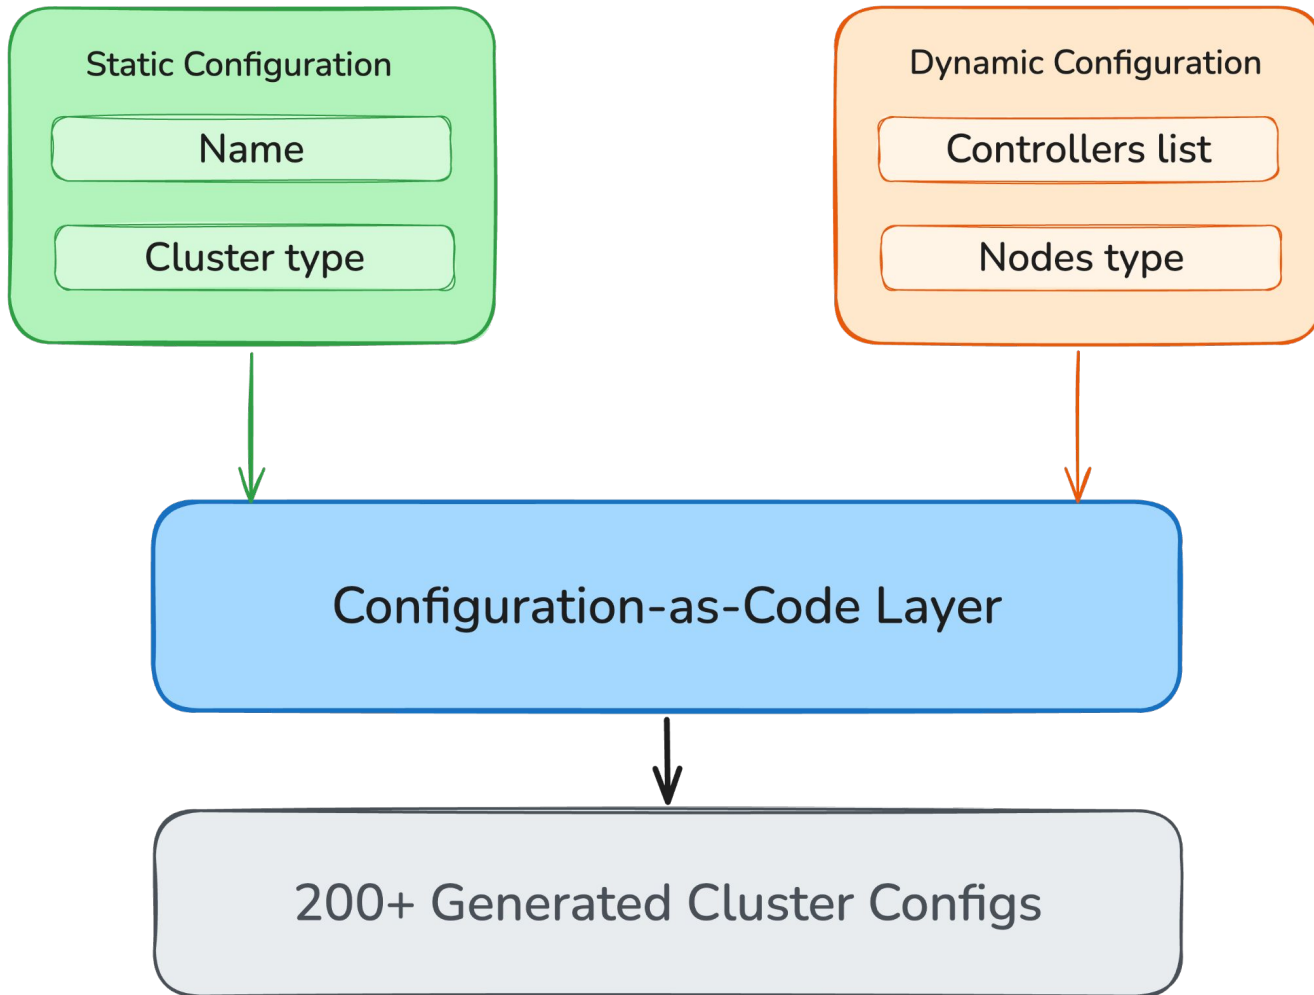 Static Configuration
Name
Cluster type
Dynamic Configuration
Controllers list
Nodes type
Configuration-as-Code Layer
200+ Generated Cluster Configs